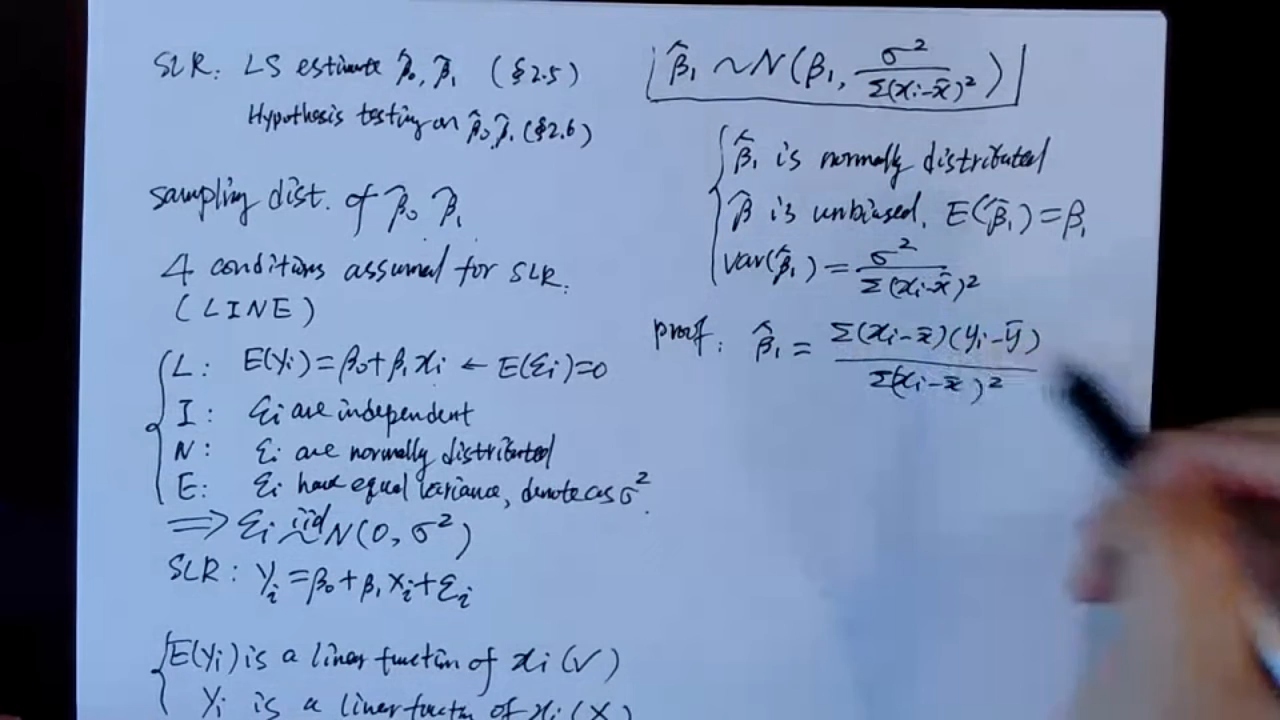 SLR: LS estimate β̂₀, β̂₁ (§2.5)
Hypothesis testing on β̂₀ β̂₁ (§2.6)
sampling dist. of β̂₀ β̂₁
4 conditions assumed for SLR.
(LINE)
L: E(Yi)=β₀+β₁xi ← E(εi)=0
I: εi are independent
N: εi are normally distributed
E: εi have equal variance, denote as σ².
⟹ εi iid~ N(0, σ²)
SLR: Yi=β₀+β₁Xi+εi
E(Yi) is a linear function of xi (√)
Yi is a linear functn of xi (X)
β̂₁ ~ N(β₁, σ²/Σ(xi-x̄)²)
β̂₁ is normally distributed
β̂ is unbiased. E(β̂₁)=β₁
var(β̂₁) = σ²/Σ(xi-x̄)²
proof: β̂₁ = Σ(xi-x̄)(yi-ȳ)/Σ(xi-x̄)²